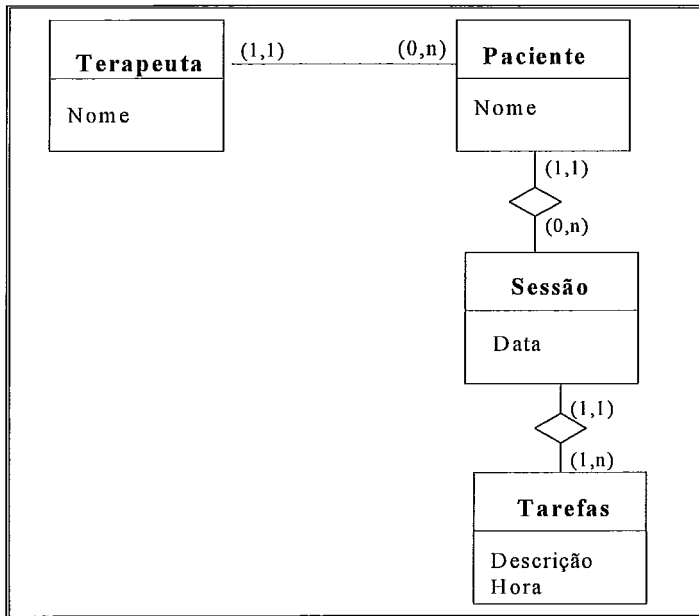 Terapeuta
Nome
(1,1)
(0,n)
Paciente
Nome
(1,1)
(0,n)
Sessão
Data
(1,1)
(1,n)
Tarefas
Descrição
Hora